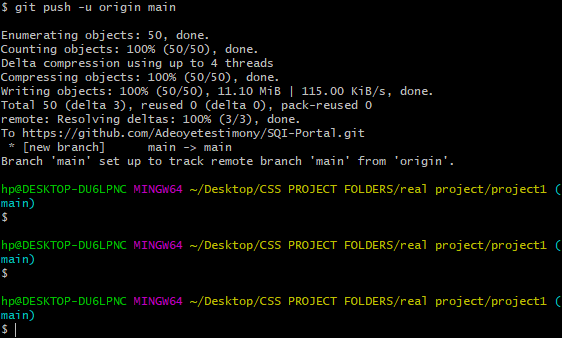 $ git push -u origin main
Enumerating objects: 50, done.
Counting objects: 100% (50/50), done.
Delta compression using up to 4 threads
Compressing objects: 100% (50/50), done.
Writing objects: 100% (50/50), 11.10 MiB | 115.00 KiB/s, done.
Total 50 (delta 3), reused 0 (delta 0), pack-reused 0
remote: Resolving deltas: 100% (3/3), done.
To https://github.com/Adeoyetestimony/SQI-Portal.git
 * [new branch]      main -> main
Branch 'main' set up to track remote branch 'main' from 'origin'.
hp@DESKTOP-DU6LPNC MINGW64 ~/Desktop/CSS PROJECT FOLDERS/real project/project1 (
main)
$
hp@DESKTOP-DU6LPNC MINGW64 ~/Desktop/CSS PROJECT FOLDERS/real project/project1 (
main)
$
hp@DESKTOP-DU6LPNC MINGW64 ~/Desktop/CSS PROJECT FOLDERS/real project/project1 (
main)
$